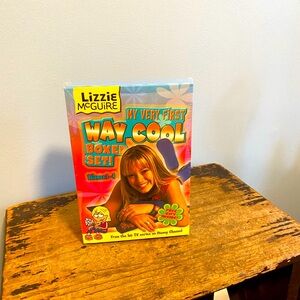 Lizzie
McGUIRE
MY VERY FIRST
WAY COOL
BOXED
SET!
From the hit TV series on Disney Channel